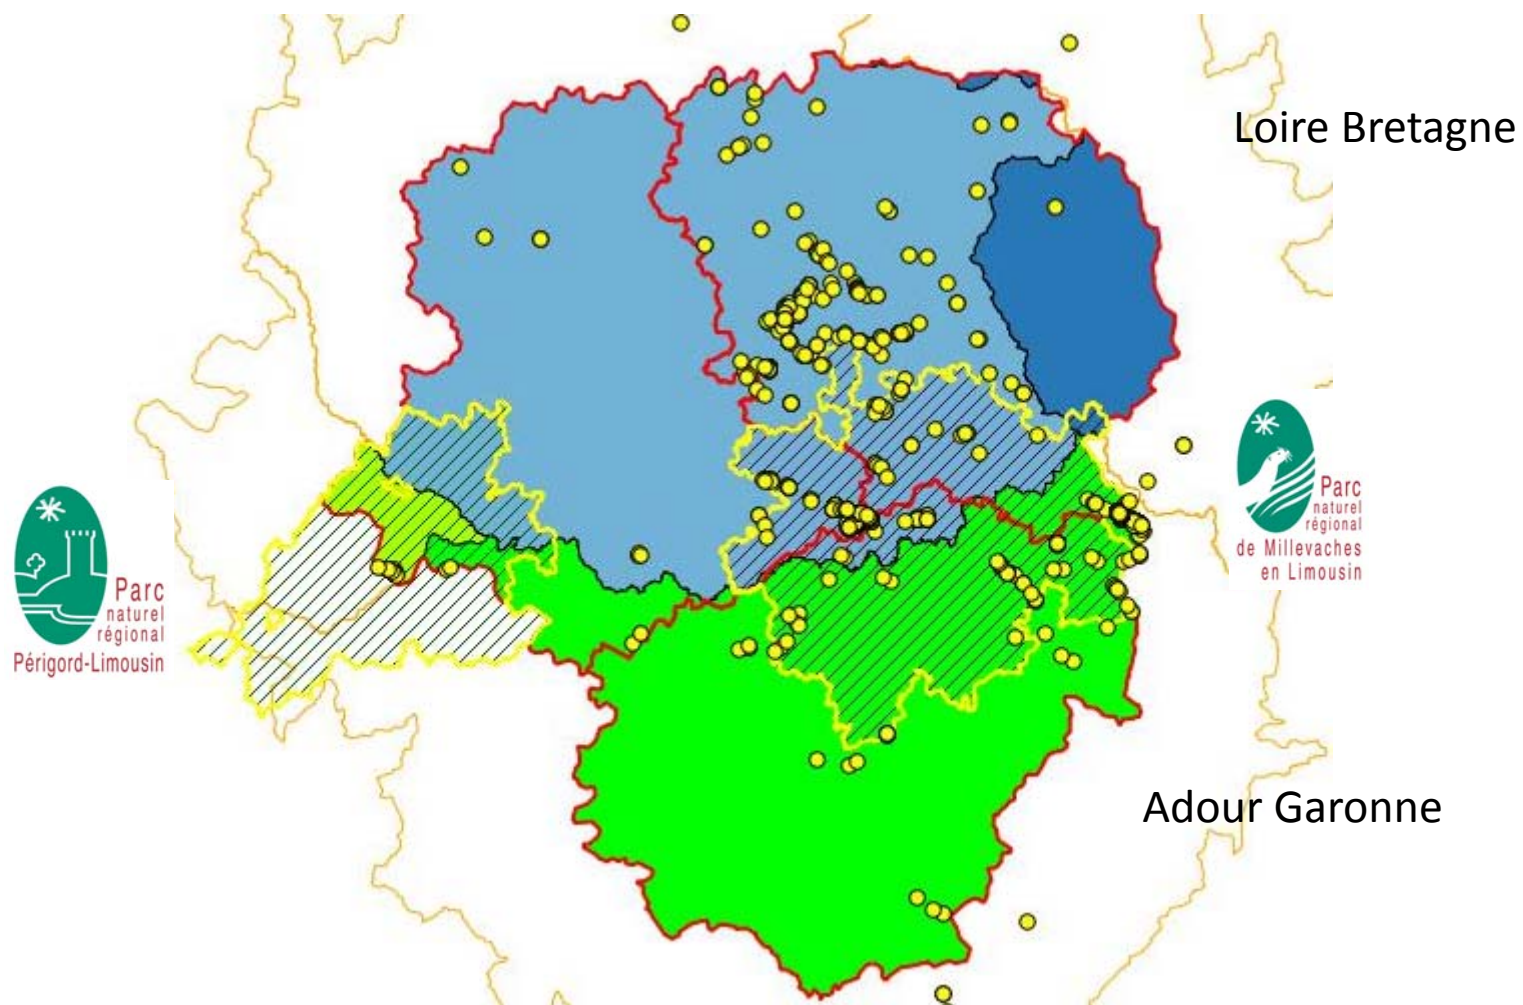 Loire Bretagne
Parc
naturel
régional
de Millevaches
en Limousin
Parc
naturel
régional
Périgord-Limousin
Adour Garonne